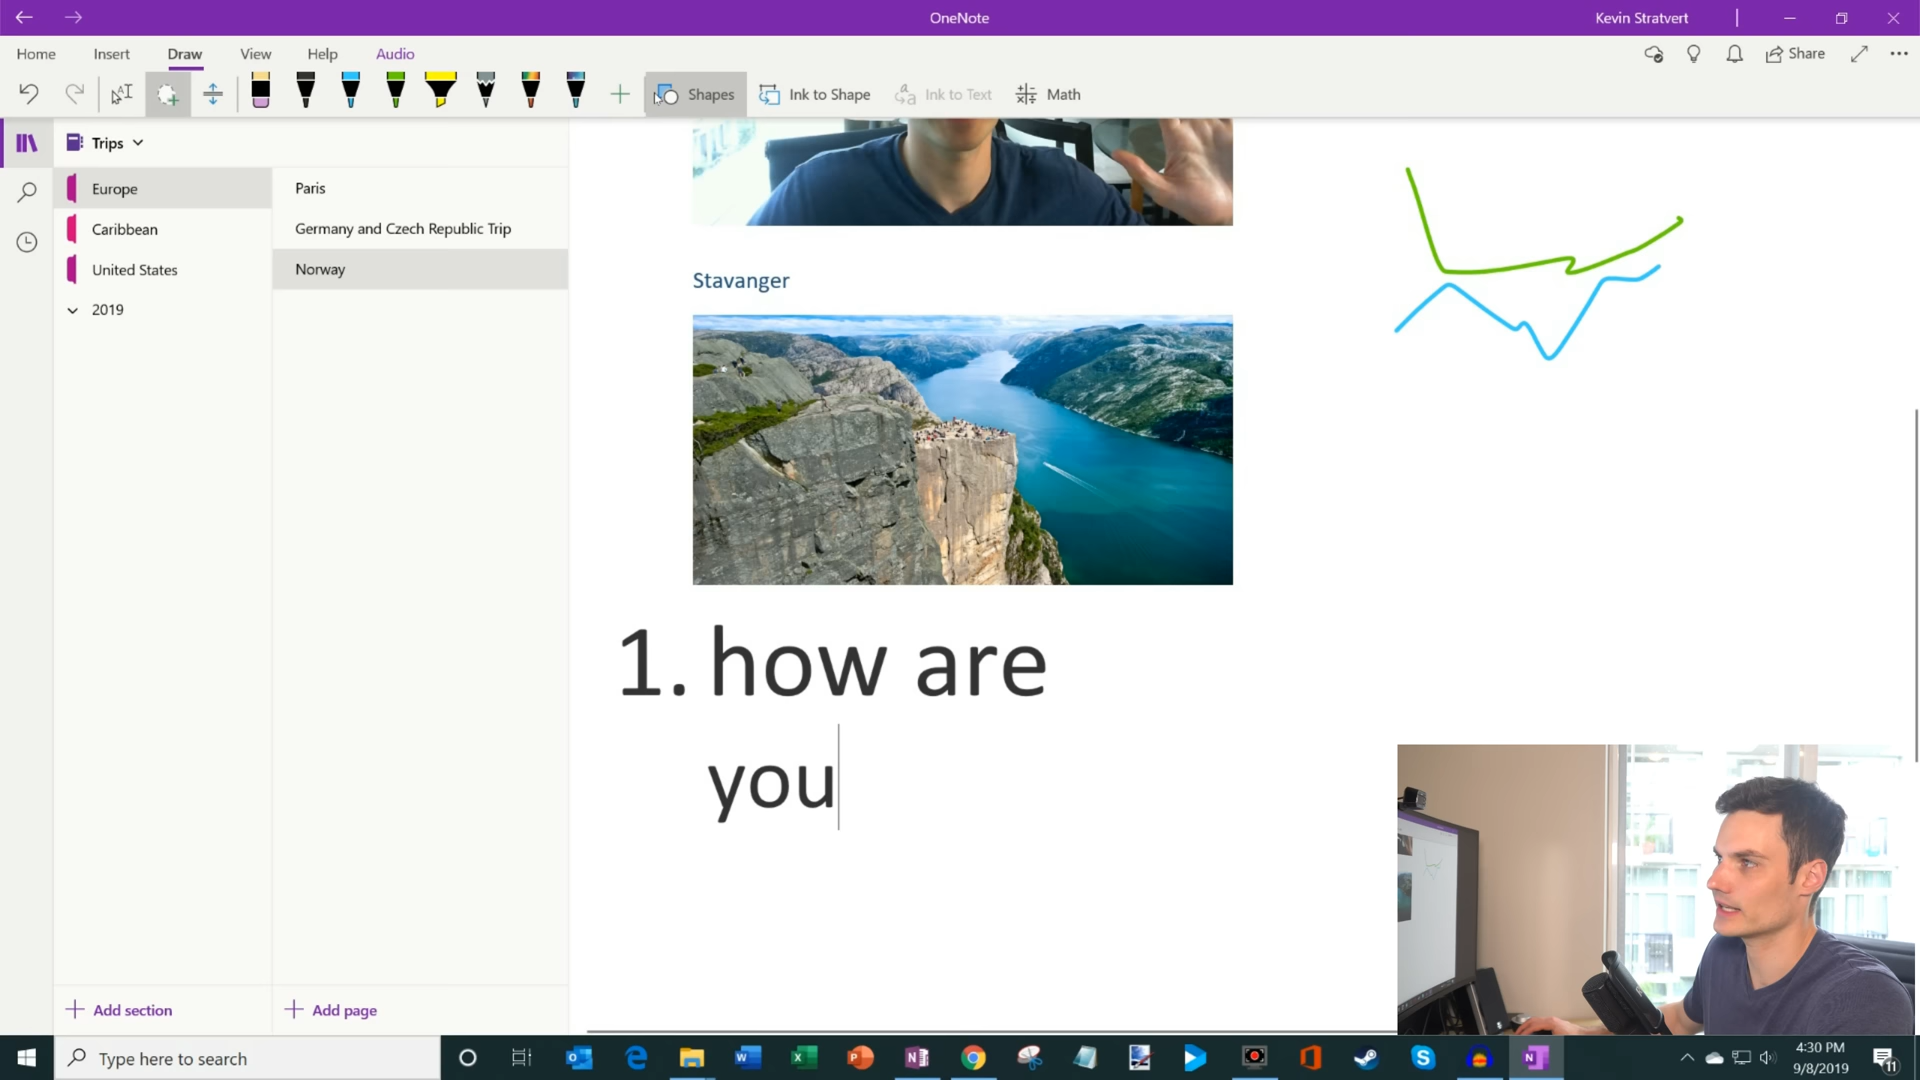 OneNote
Kevin Stratvert
Home Insert Draw View Help Audio
Share
Shapes Ink to Shape Ink to Text Math
Trips
Europe
Caribbean
United States
2019
Paris
Germany and Czech Republic Trip
Norway
Stavanger
1. how are
you
+ Add section
+ Add page
Type here to search
4:30 PM
9/8/2019
11